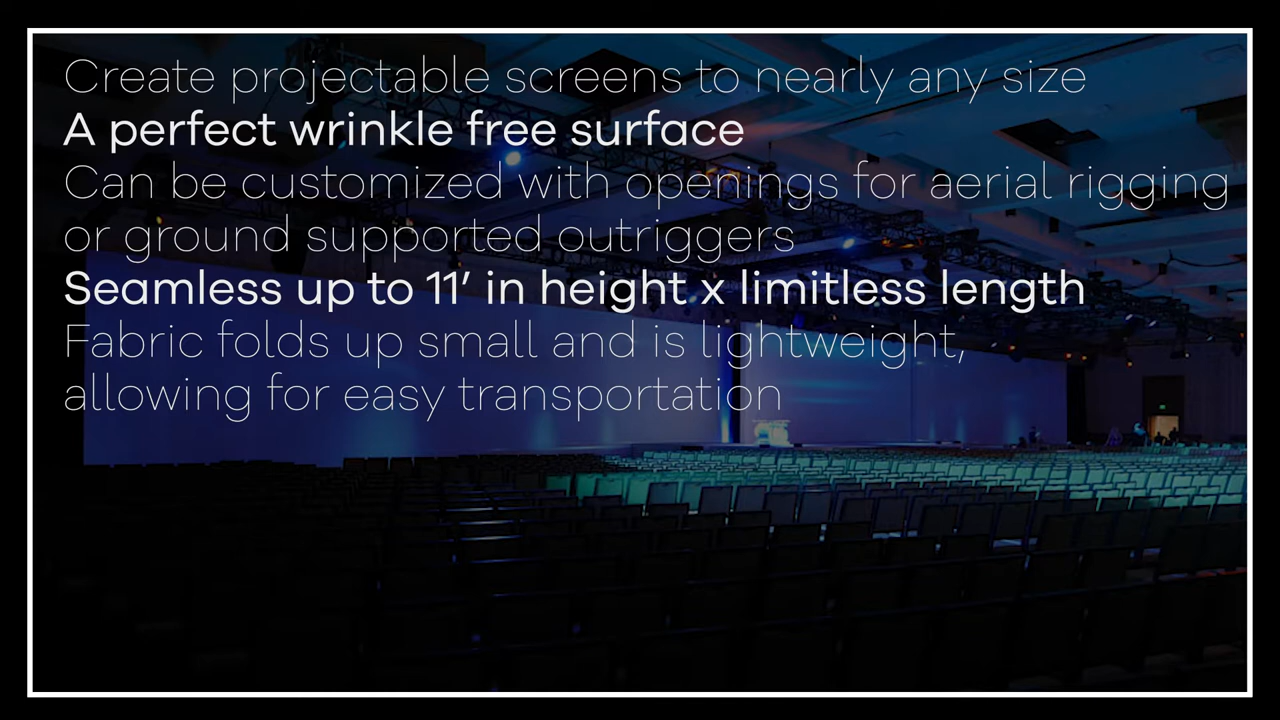 Create projectable screens to nearly any size
A perfect wrinkle free surface
Can be customized with openings for aerial rigging
or ground supported outriggers
Seamless up to 11′ in height x limitless length
Fabric folds up small and is lightweight,
allowing for easy transportation